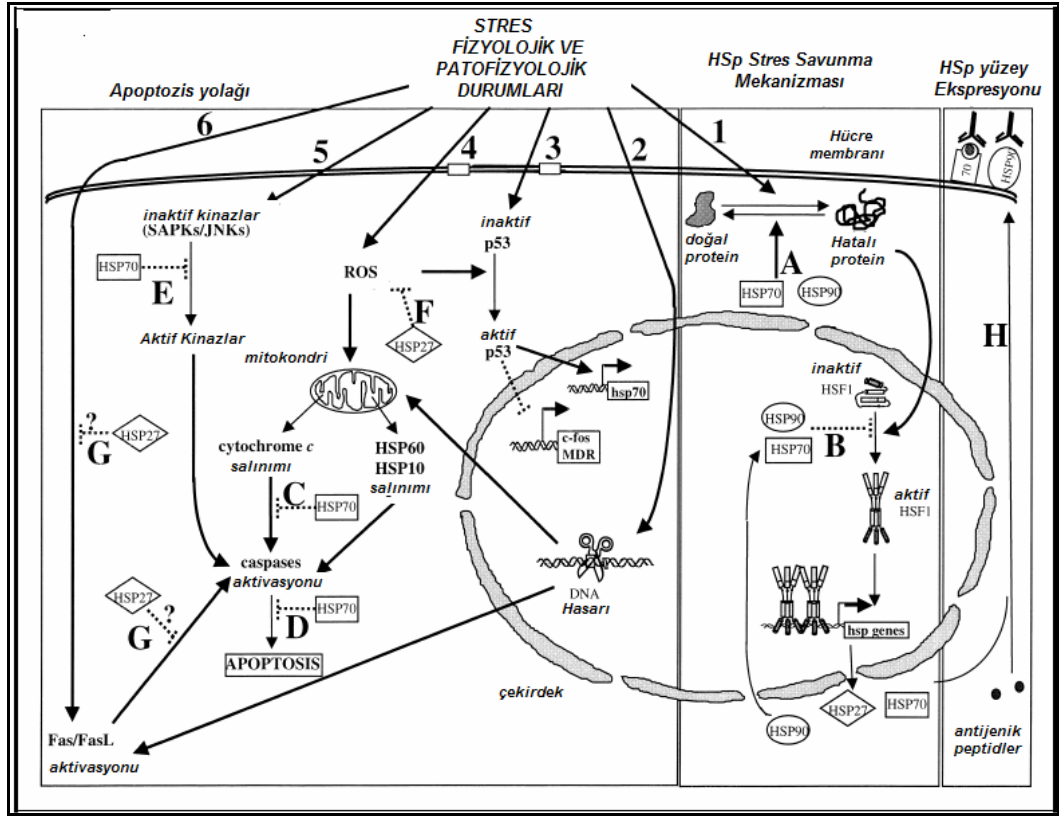 STRES
FİZYOLOJİK VE
PATOFİZYOLOJİK
DURUMLARI
HSp Stres Savunma
Mekanizması
HSp yüzey
Ekspresyonu
Apoptozis yolağı
6
5
4
3
2
1
Hücre
membranı
70
HSP90
inaktif kinazlar
(SAPKs/JNKs)
inaktif
p53
doğal
protein
Hatalı
protein
HSP70
E
ROS
A
HSP70
HSP90
F
HSP27
Aktif Kinazlar
mitokondri
aktif
p53
hsp70
H
inaktif
HSF1
?
G
HSP27
c-fos
MDR
HSP90
HSP70
B
cytochrome c
salınımı
HSP60
HSP10
salınımı
C
HSP70
aktif
HSF1
caspases
aktivasyonu
HSP27
?
G
D
HSP70
DNA
Hasarı
hsp genes
APOPTOSIS
çekirdek
HSP27
HSP70
HSP90
antijenik
peptidler
Fas/FasL
aktivasyonu